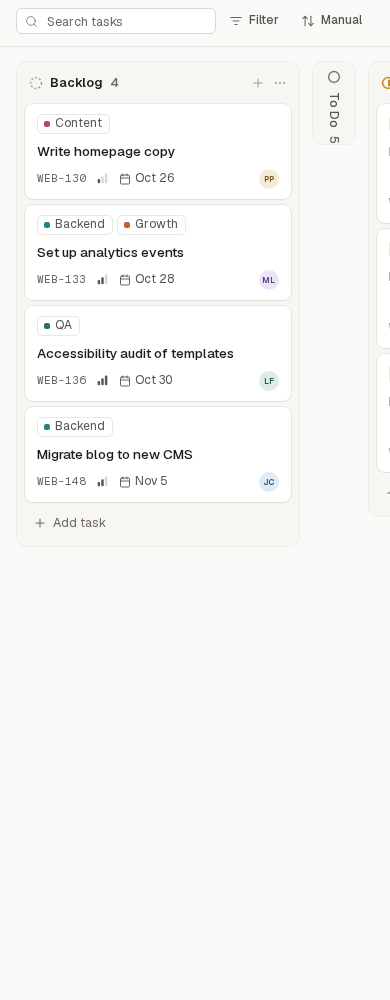 Search tasks
Filter
Manual
Backlog 4
Content
Write homepage copy
WEB-130 Oct 26 PP
Backend Growth
Set up analytics events
WEB-133 Oct 28 ML
QA
Accessibility audit of templates
WEB-136 Oct 30 LF
Backend
Migrate blog to new CMS
WEB-148 Nov 5 JC
Add task
To Do 5